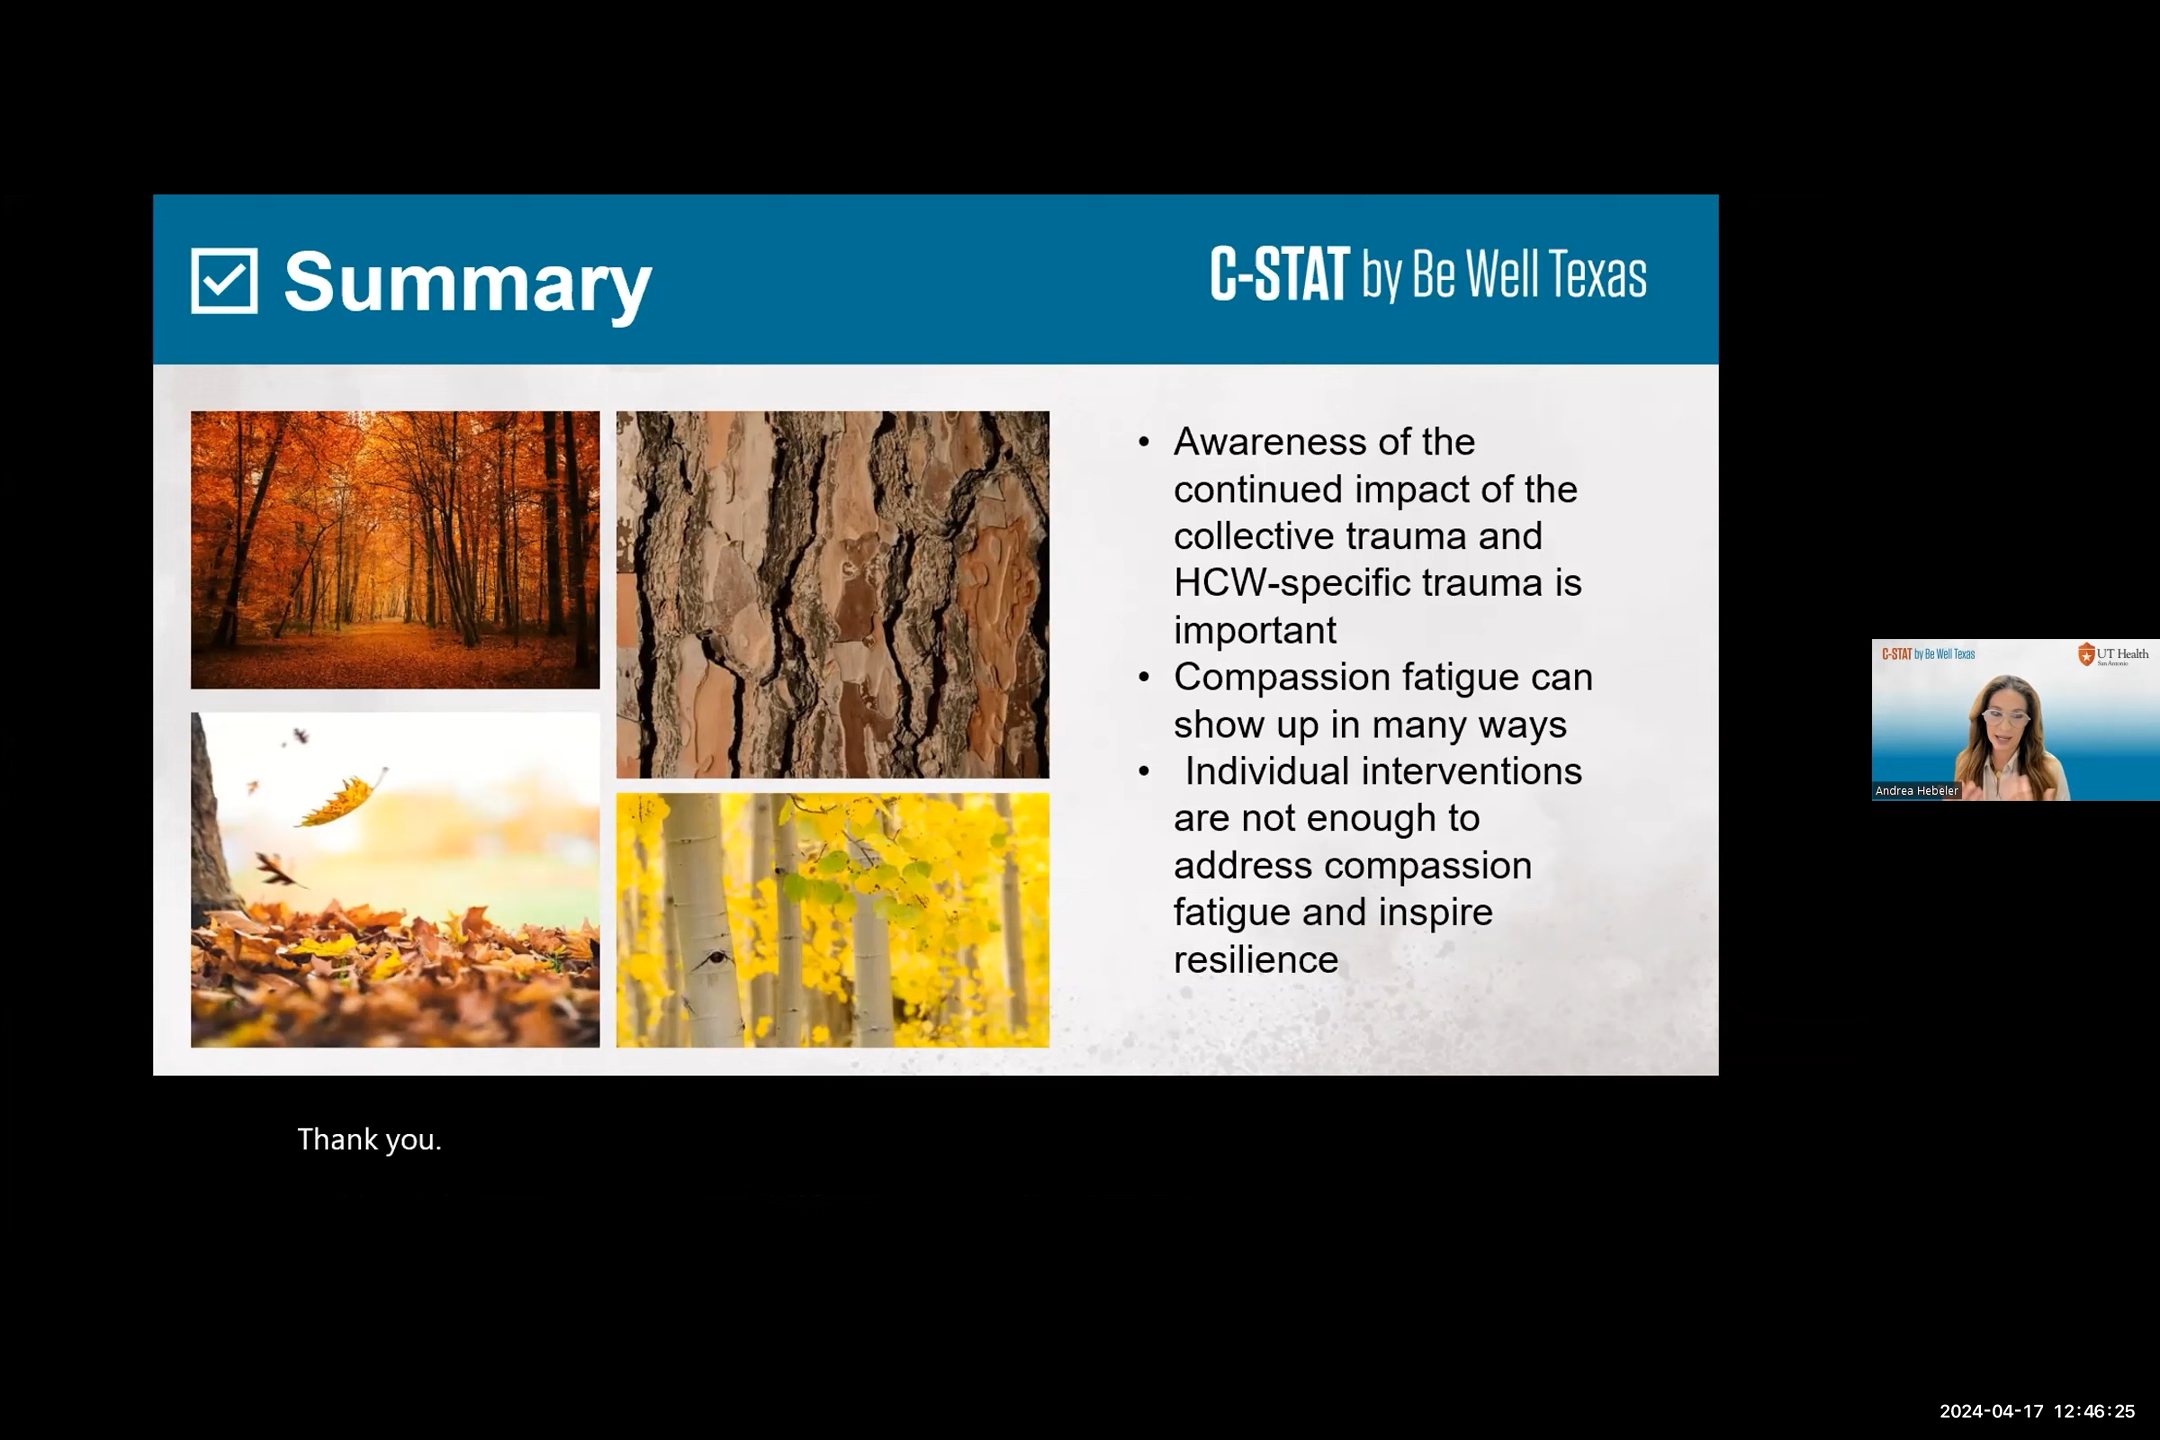 Summary
C-STAT by Be Well Texas
• Awareness of the
continued impact of the
collective trauma and
HCW-specific trauma is
important
• Compassion fatigue can
show up in many ways
• Individual interventions
are not enough to
address compassion
fatigue and inspire
resilience
C-STAT by Be Well Texas
UT Health
San Antonio
Andrea Hebeler
Thank you.
2024-04-17 12:46:25